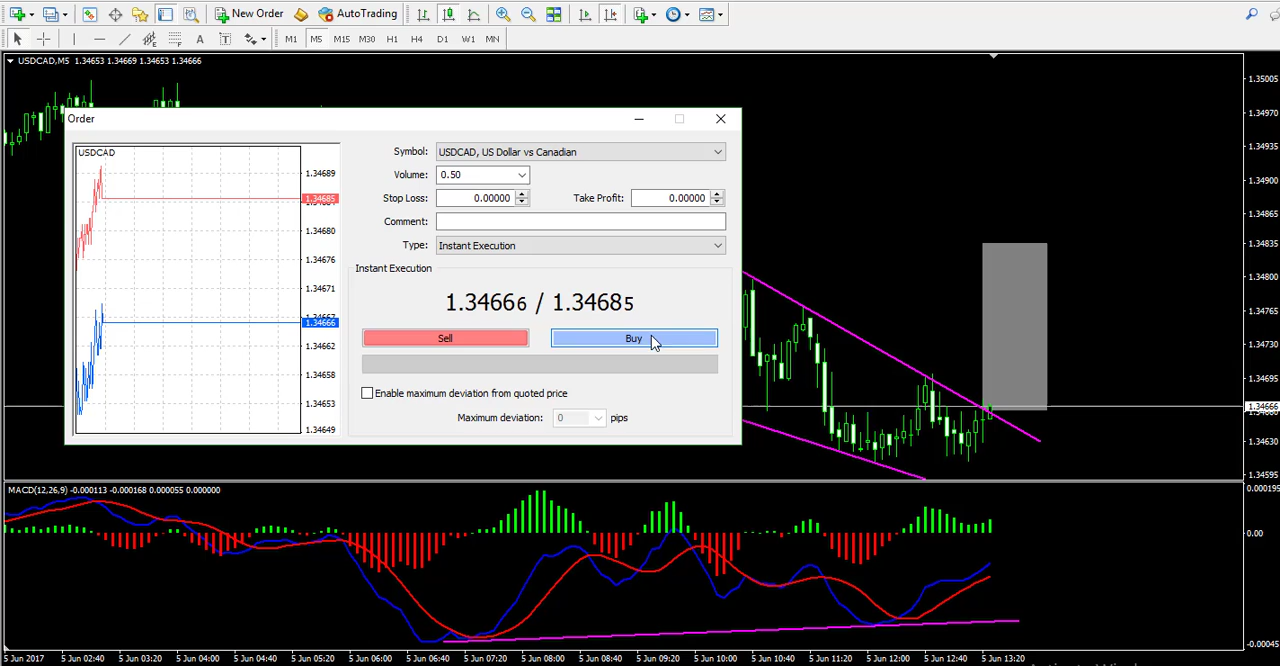 New Order
AutoTrading
A
T
M1 M5 M15 M30 H1 H4 D1 W1 MN
USDCAD,M5 1.34653 1.34669 1.34653 1.34666
Order
USDCAD
1.34689
1.34685
1.34680
1.34676
1.34671
1.34666
1.34662
1.34658
1.34653
1.34649
Symbol: USDCAD, US Dollar vs Canadian
Volume: 0.50
Stop Loss: 0.00000 Take Profit: 0.00000
Comment:
Type: Instant Execution
Instant Execution
1.34666 / 1.34685
Sell Buy
Enable maximum deviation from quoted price
Maximum deviation: 0 pips
1.35005
1.34970
1.34935
1.34900
1.34865
1.34835
1.34800
1.34765
1.34730
1.34695
1.34666
1.34630
1.34595
MACD(12,26,9) -0.000113 -0.000168 0.000055 0.000000
0.000195
0.00
-0.00045
5 Jun 2017 5 Jun 02:40 5 Jun 03:20 5 Jun 04:00 5 Jun 04:40 5 Jun 05:20 5 Jun 06:00 5 Jun 06:40 5 Jun 07:20 5 Jun 08:00 5 Jun 08:40 5 Jun 09:20 5 Jun 10:00 5 Jun 10:40 5 Jun 11:20 5 Jun 12:00 5 Jun 12:40 5 Jun 13:20